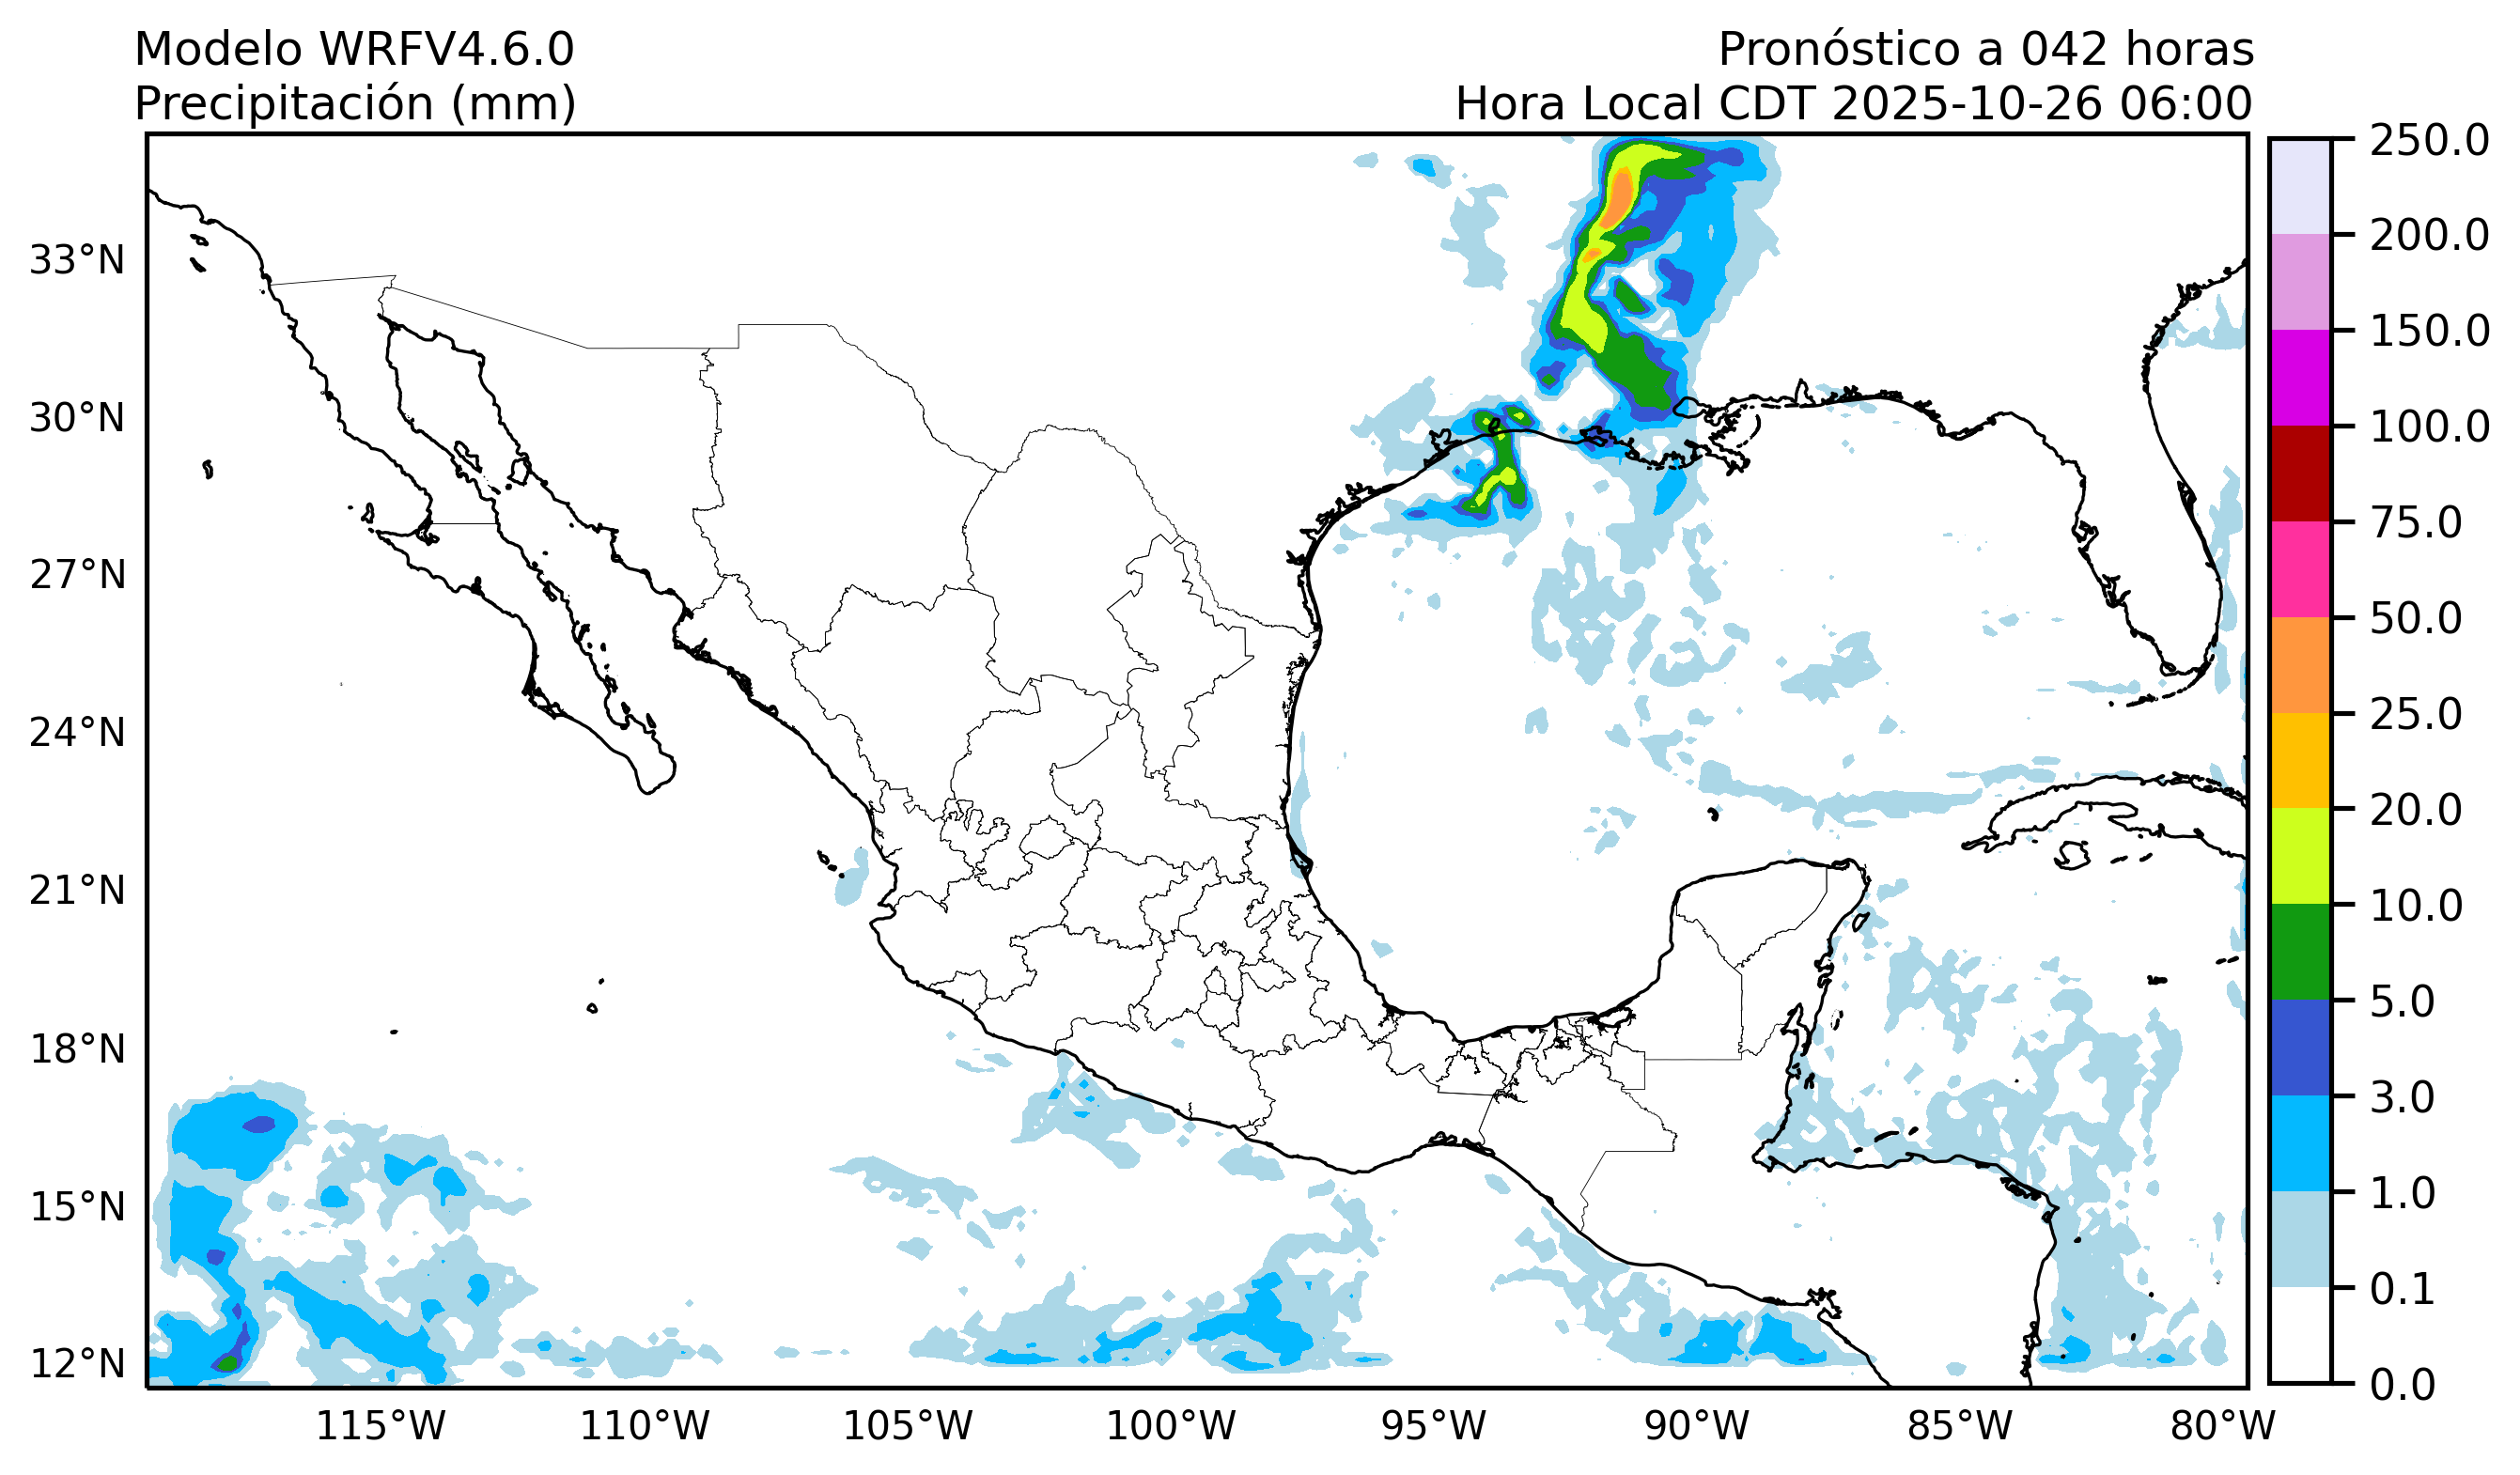 Modelo WRFV4.6.0
Precipitación (mm)
Pronóstico a 042 horas
Hora Local CDT 2025-10-26 06:00
33°N
30°N
27°N
24°N
21°N
18°N
15°N
12°N
115°W
110°W
105°W
100°W
95°W
90°W
85°W
80°W
250.0
200.0
150.0
100.0
75.0
50.0
25.0
20.0
10.0
5.0
3.0
1.0
0.1
0.0